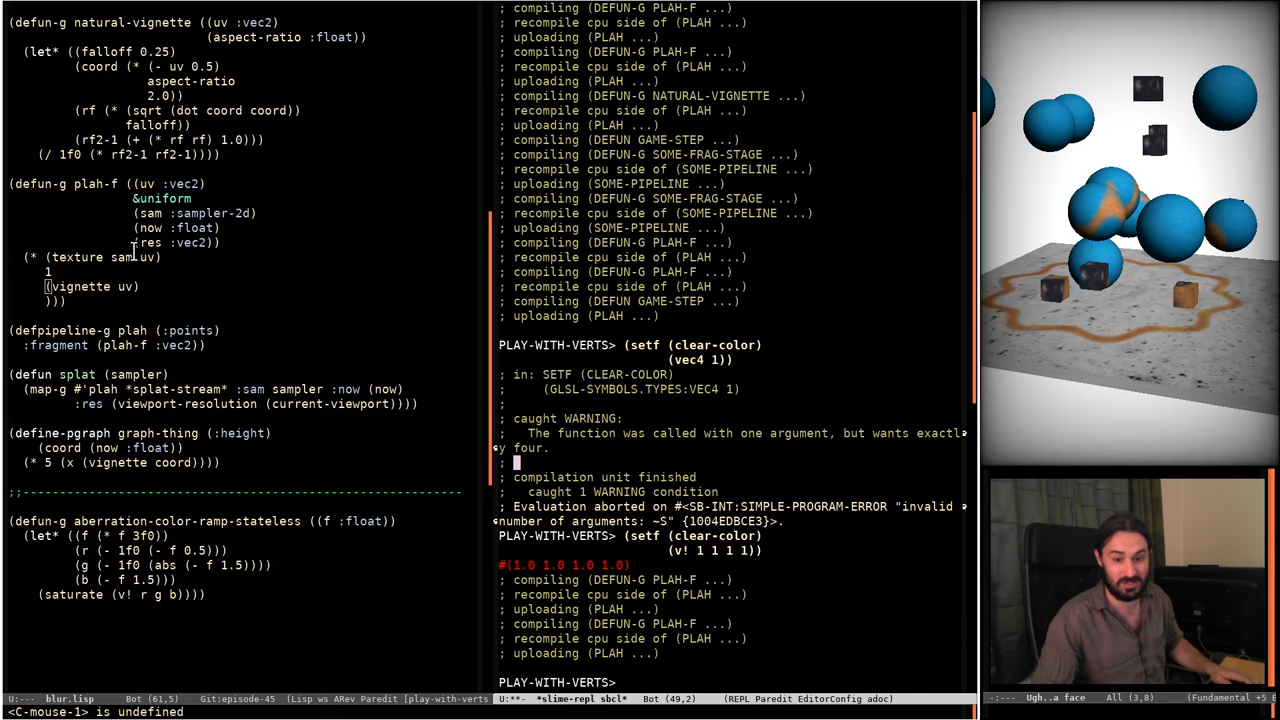 (defun-g natural-vignette ((uv :vec2)
(aspect-ratio :float))
(let* ((falloff 0.25)
(coord (* (- uv 0.5)
aspect-ratio
2.0))
(rf (* (sqrt (dot coord coord))
falloff))
(rf2-1 (+ (* rf rf) 1.0)))
(/ 1f0 (* rf2-1 rf2-1))))
(defun-g plah-f ((uv :vec2)
&uniform
(sam :sampler-2d)
(now :float)
(res :vec2))
(* (texture sam uv)
1
(vignette uv)
)))
(defpipeline-g plah (:points)
:fragment (plah-f :vec2))
(defun splat (sampler)
(map-g #'plah *splat-stream* :sam sampler :now (now)
:res (viewport-resolution (current-viewport))))
(define-pgraph graph-thing (:height)
(coord (now :float))
(* 5 (x (vignette coord))))
;;---------------------------------------------------------------
(defun-g aberration-color-ramp-stateless ((f :float))
(let* ((f (* f 3f0))
(r (- 1f0 (- f 0.5)))
(g (- 1f0 (abs (- f 1.5))))
(b (- f 1.5)))
(saturate (v! r g b))))
U:--- blur.lisp Bot (61,5) Git:episode-45 (Lisp ws ARev Paredit [play-with-verts
<C-mouse-1> is undefined
; compiling (DEFUN-G PLAH-F ...)
; recompile cpu side of (PLAH ...)
; uploading (PLAH ...)
; compiling (DEFUN-G PLAH-F ...)
; recompile cpu side of (PLAH ...)
; uploading (PLAH ...)
; compiling (DEFUN-G NATURAL-VIGNETTE ...)
; recompile cpu side of (PLAH ...)
; uploading (PLAH ...)
; compiling (DEFUN GAME-STEP ...)
; compiling (DEFUN-G SOME-FRAG-STAGE ...)
; recompile cpu side of (SOME-PIPELINE ...)
; uploading (SOME-PIPELINE ...)
; compiling (DEFUN-G SOME-FRAG-STAGE ...)
; recompile cpu side of (SOME-PIPELINE ...)
; uploading (SOME-PIPELINE ...)
; compiling (DEFUN-G PLAH-F ...)
; recompile cpu side of (PLAH ...)
; compiling (DEFUN-G PLAH-F ...)
; recompile cpu side of (PLAH ...)
; compiling (DEFUN GAME-STEP ...)
; uploading (PLAH ...)
PLAY-WITH-VERTS> (setf (clear-color)
(vec4 1))
; in: SETF (CLEAR-COLOR)
; (GLSL-SYMBOLS.TYPES:VEC4 1)
;
; caught WARNING:
; The function was called with one argument, but wants exactl
y four.
;
; compilation unit finished
; caught 1 WARNING condition
; Evaluation aborted on #<SB-INT:SIMPLE-PROGRAM-ERROR "invalid
number of arguments: ~S" {1004EDBCE3}>.
PLAY-WITH-VERTS> (setf (clear-color)
(v! 1 1 1 1))
#(1.0 1.0 1.0 1.0)
; compiling (DEFUN-G PLAH-F ...)
; recompile cpu side of (PLAH ...)
; uploading (PLAH ...)
; compiling (DEFUN-G PLAH-F ...)
; recompile cpu side of (PLAH ...)
; uploading (PLAH ...)
PLAY-WITH-VERTS>
U:**- *slime-repl sbcl* Bot (49,2) (REPL Paredit EditorConfig adoc)
-:--- Ugh..a face All (3,8) (Fundamental +5 E